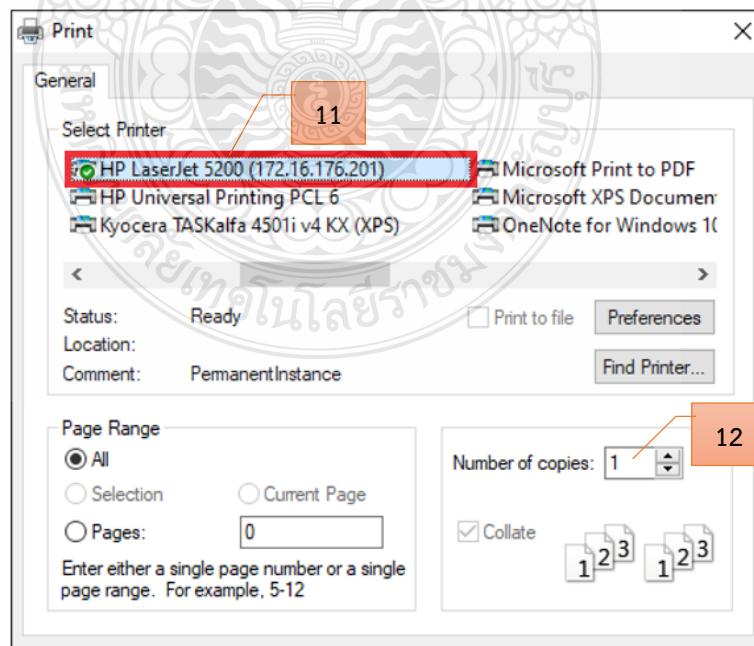 Print
General
11
Select Printer
HP LaserJet 5200 (172.16.176.201)
Microsoft Print to PDF
HP Universal Printing PCL 6
Microsoft XPS Documen
Kyocera TASKalfa 4501i v4 KX (XPS)
OneNote for Windows 1
Status: Ready
Print to file
Preferences
Location:
Comment: PermanentInstance
Find Printer...
Page Range
12
All
Number of copies: 1
Selection
Current Page
Pages: 0
Collate
Enter either a single page number or a single
page range. For example, 5-12
1 2 3 1 2 3